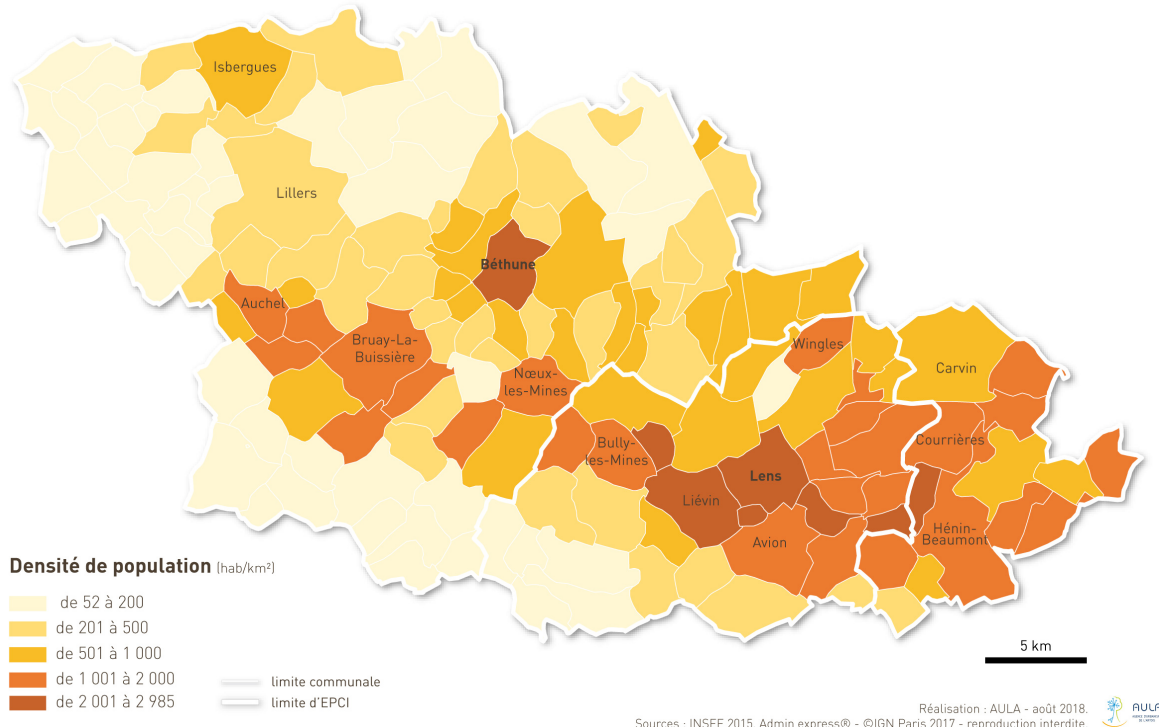 Isbergues
Lillers
Béthune
Auchel
Bruay-La-
Buissière
Nœux-
les-Mines
Wingles
Carvin
Bully-
les-Mines
Courrières
Lens
Liévin
Hénin-
Beaumont
Avion
Densité de population (hab/km²)
de 52 à 200
de 201 à 500
de 501 à 1 000
de 1 001 à 2 000
de 2 001 à 2 985
limite communale
limite d'EPCI
5 km
Réalisation : AULA - août 2018.
Sources : INSEE 2015, Admin express® - ©IGN Paris 2017 - reproduction interdite.
AULA